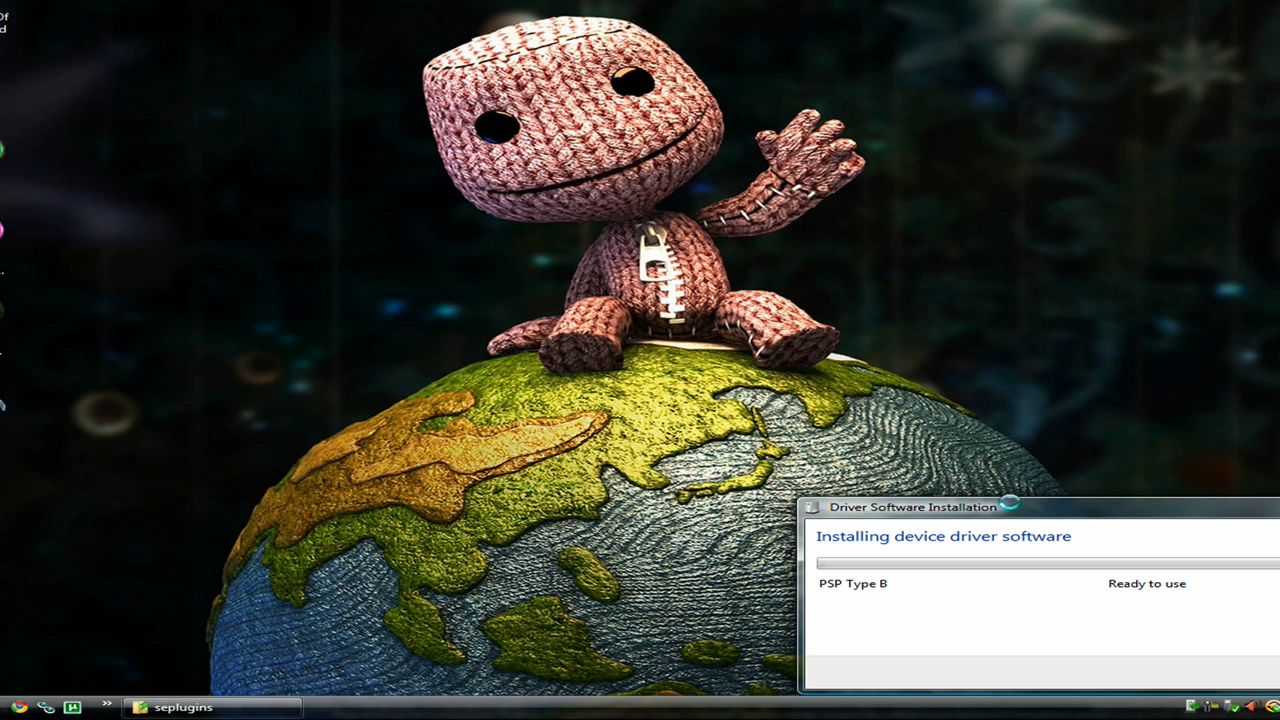 Driver Software Installation
Installing device driver software
PSP Type B Ready to use
seplugins